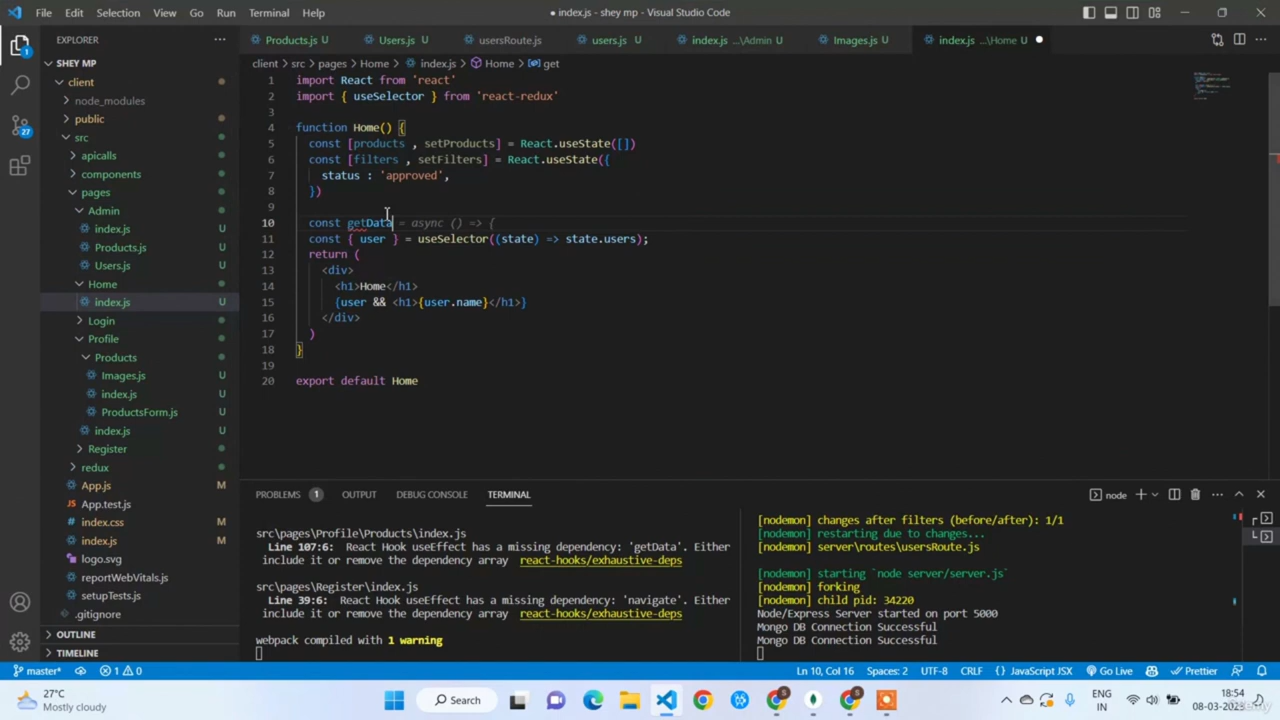 File Edit Selection View Go Run Terminal Help
● index.js - shey mp - Visual Studio Code
EXPLORER
SHEY MP
client
node_modules
public
src
apicalls
components
pages
Admin
index.js U
Products.js U
Users.js U
Home
index.js U
Login
Profile
Products
Images.js U
index.js U
ProductsForm.js U
index.js U
Register
redux
App.js M
App.test.js
index.css M
index.js M
logo.svg
reportWebVitals.js
setupTests.js
.gitignore
OUTLINE
TIMELINE
Products.js U Users.js U usersRoute.js users.js U index.js ...\Admin U Images.js U index.js ...\Home U
client > src > pages > Home > index.js > Home > get
1 import React from 'react'
2 import { useSelector } from 'react-redux'
3
4 function Home() {
5 const [products , setProducts] = React.useState([])
6 const [filters , setFilters] = React.useState({
7 status : 'approved',
8 })
9
10 const getData = async () => {
11 const { user } = useSelector((state) => state.users);
12 return (
13 <div>
14 <h1>Home</h1>
15 {user && <h1>{user.name}</h1>}
16 </div>
17 )
18 }
19
20 export default Home
PROBLEMS 1 OUTPUT DEBUG CONSOLE TERMINAL
node
src\pages\Profile\Products\index.js
Line 107:6: React Hook useEffect has a missing dependency: 'getData'. Either
include it or remove the dependency array react-hooks/exhaustive-deps
src\pages\Register\index.js
Line 39:6: React Hook useEffect has a missing dependency: 'navigate'. Either
include it or remove the dependency array react-hooks/exhaustive-deps
webpack compiled with 1 warning
[nodemon] changes after filters (before/after): 1/1
[nodemon] restarting due to changes...
[nodemon] server\routes\usersRoute.js
[nodemon] starting `node server/server.js`
[nodemon] forking
[nodemon] child pid: 34220
Node/Express Server started on port 5000
Mongo DB Connection Successful
Mongo DB Connection Successful
master* 1 0
Ln 10, Col 16 Spaces: 2 UTF-8 CRLF {} JavaScript JSX Go Live Prettier
27°C
Mostly cloudy
Search
ENG
IN
18:54
08-03-2023